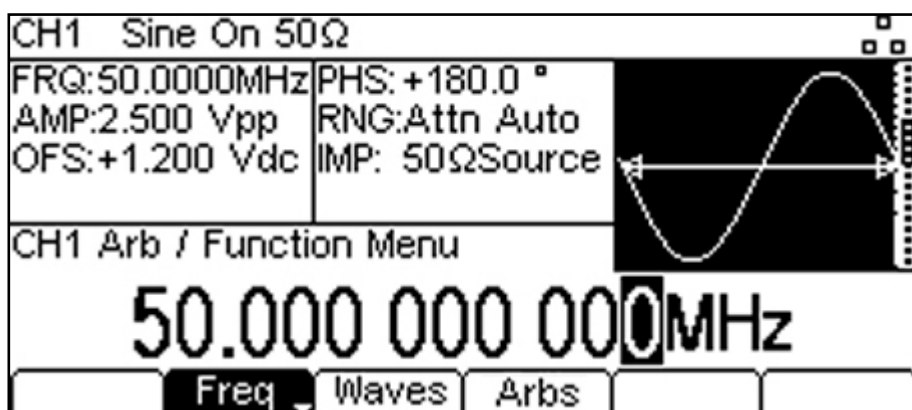 CH1 Sine On 50Ω
FRQ:50.0000MHz
AMP:2.500 Vpp
OFS:+1.200 Vdc
PHS:+180.0 °
RNG:Attn Auto
IMP: 50ΩSource
CH1 Arb / Function Menu
50.000 000 000MHz
Freq Waves Arbs